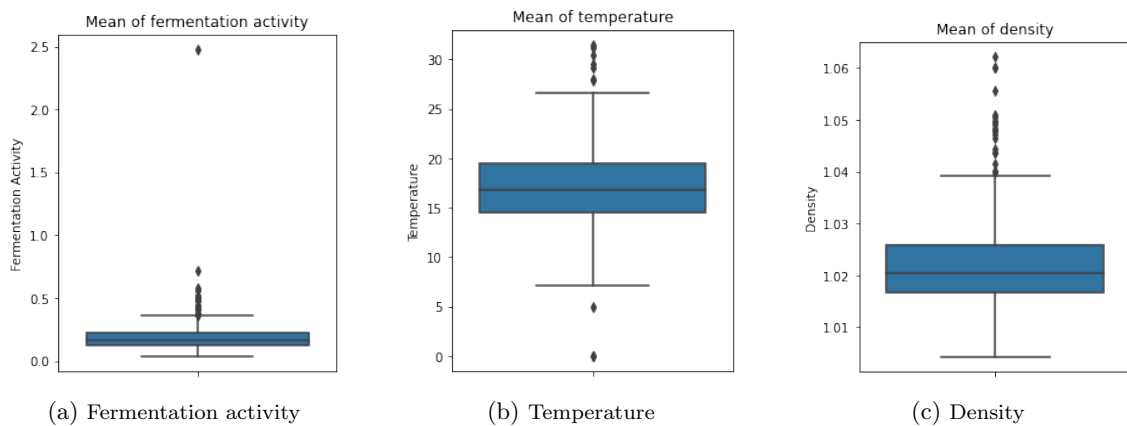 Mean of fermentation activity
2.5
2.0
1.5
1.0
0.5
0.0
Fermentation Activity
(a) Fermentation activity
Mean of temperature
30
25
20
15
10
5
0
Temperature
(b) Temperature
Mean of density
1.06
1.05
1.04
1.03
1.02
1.01
Density
(c) Density